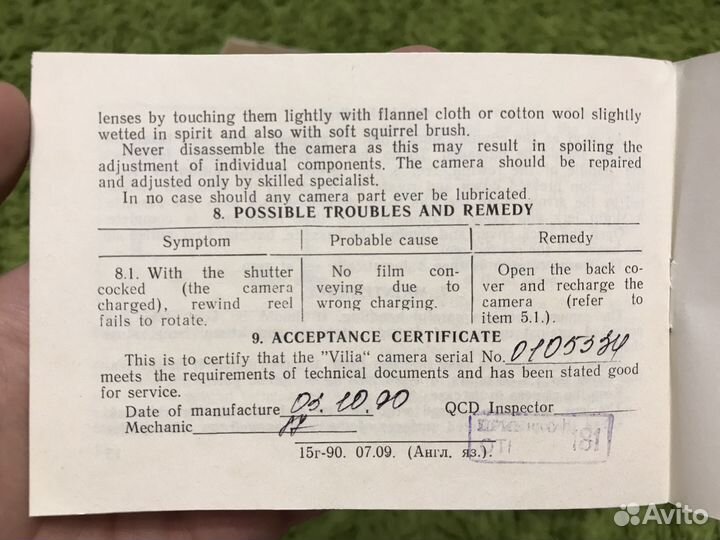 lenses by touching them lightly with flannel cloth or cotton wool slightly
wetted in spirit and also with soft squirrel brush.
Never disassemble the camera as this may result in spoiling the
adjustment of individual components. The camera should be repaired
and adjusted only by skilled specialist.
In no case should any camera part ever be lubricated.
8. POSSIBLE TROUBLES AND REMEDY
Symptom Probable cause Remedy
8.1. With the shutter
cocked (the camera
charged), rewind reel
fails to rotate.
No film con-
veying due to
wrong charging.
Open the back co-
ver and recharge the
camera (refer to
item 5.1.).
9. ACCEPTANCE CERTIFICATE
This is to certify that the "Vilia" camera serial No. 0105334
meets the requirements of technical documents and has been stated good
for service.
Date of manufacture 03.10.90 QCD Inspector
Mechanic
181 ОТК
15г-90. 07.09. (Англ. яз.).
Avito